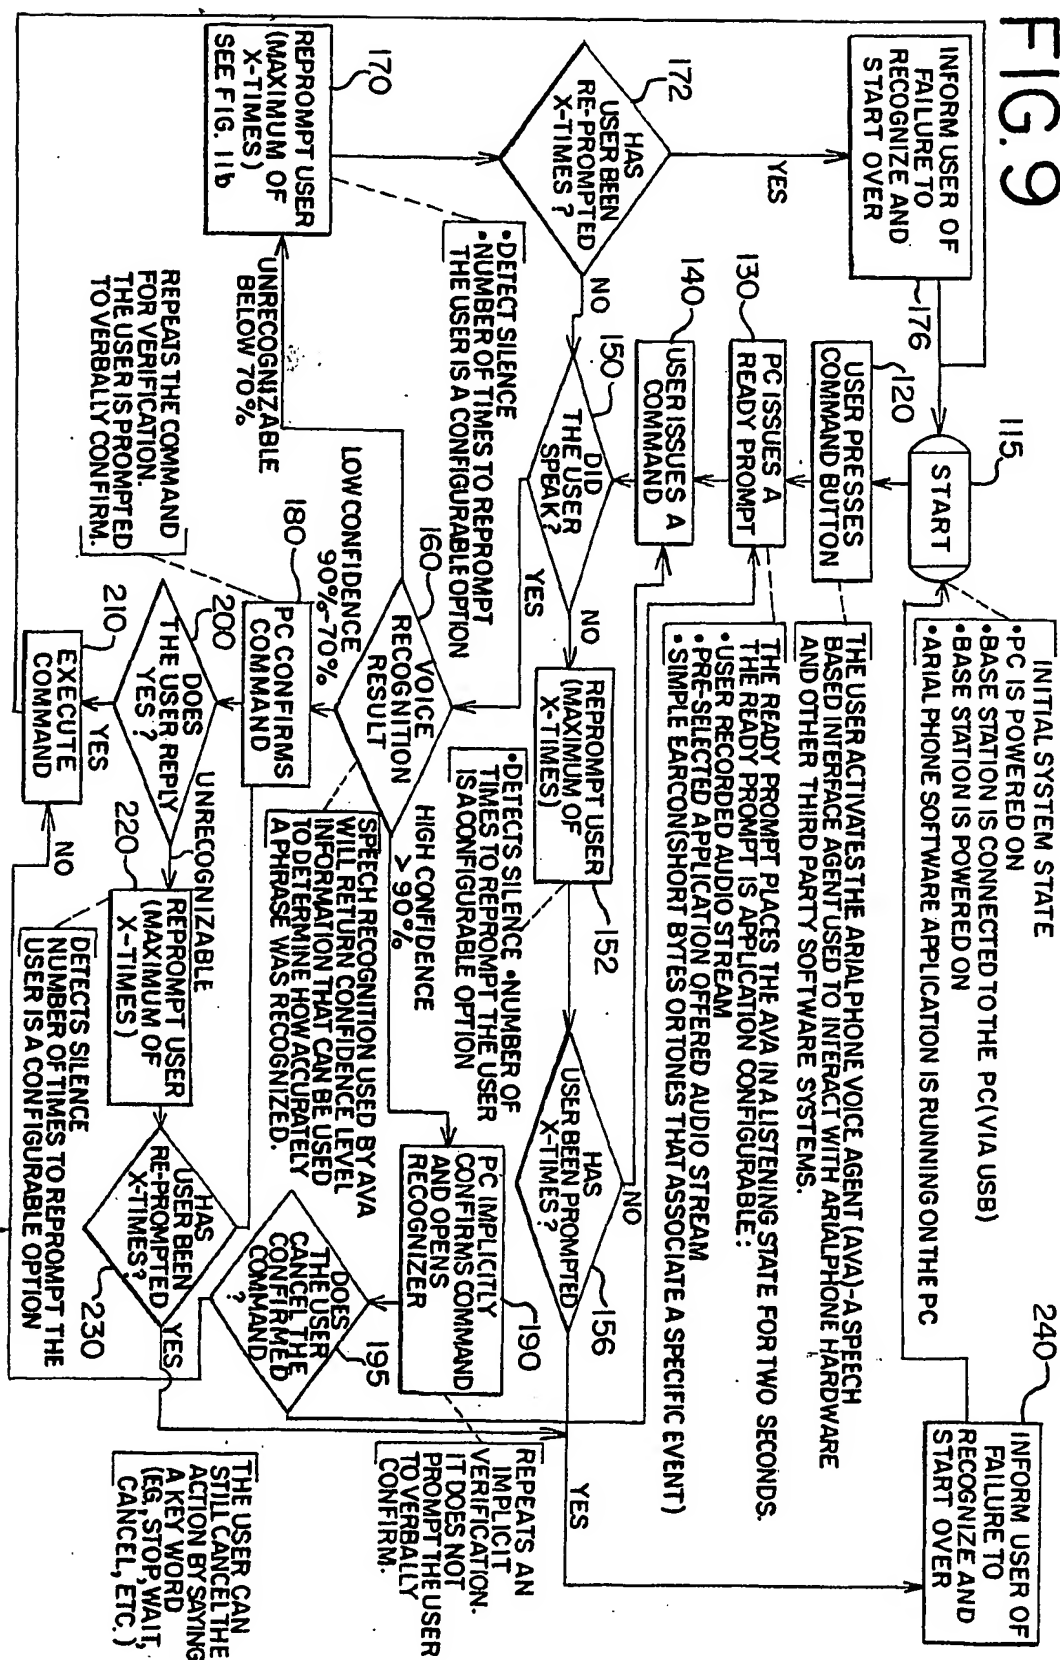 FIG. 9
INFORM USER OF
FAILURE TO
RECOGNIZE AND
START OVER
176
115
START
INITIAL SYSTEM STATE
•PC IS POWERED ON
•BASE STATION IS CONNECTED TO THE PC(VIA USB)
•BASE STATION IS POWERED ON
•ARIAL PHONE SOFTWARE APPLICATION IS RUNNING ON THE PC
240
INFORM USER OF
FAILURE TO
RECOGNIZE AND
START OVER
120
USER PRESSES
COMMAND BUTTON
THE USER ACTIVATES THE ARIALPHONE VOICE AGENT (AVA)-A SPEECH
BASED INTERFACE AGENT USED TO INTERACT WITH ARIALPHONE HARDWARE
AND OTHER THIRD PARTY SOFTWARE SYSTEMS.
130
PC ISSUES A
READY PROMPT
THE READY PROMPT PLACES THE AVA IN A LISTENING STATE FOR TWO SECONDS.
THE READY PROMPT IS APPLICATION CONFIGURABLE:
•USER RECORDED AUDIO STREAM
•PRE-SELECTED APPLICATION OFFERED AUDIO STREAM
•SIMPLE EARCON(SHORT BYTES OR TONES THAT ASSOCIATE A SPECIFIC EVENT)
140
USER ISSUES A
COMMAND
172
HAS
USER BEEN
RE-PROMPTED
X-TIMES ?
YES
NO
150
DID
THE USER
SPEAK?
NO
YES
REPROMPT USER
(MAXIMUM OF
X-TIMES)
152
•DETECTS SILENCE •NUMBER OF
TIMES TO REPROMPT THE USER
IS A CONFIGURABLE OPTION
HAS
USER BEEN PROMPTED
X-TIMES?
156
NO
YES
170
REPROMPT USER
(MAXIMUM OF
X-TIMES)
SEE FIG. 11b
•DETECT SILENCE
•NUMBER OF TIMES TO REPROMPT
THE USER IS A CONFIGURABLE OPTION
UNRECOGNIZABLE
BELOW 70%
160
VOICE
RECOGNITION
RESULT
LOW CONFIDENCE
90%-70%
HIGH CONFIDENCE
> 90%
SPEECH RECOGNITION USED BY AVA
WILL RETURN CONFIDENCE LEVEL
INFORMATION THAT CAN BE USED
TO DETERMINE HOW ACCURATELY
A PHRASE WAS RECOGNIZED.
PC IMPLICITLY
CONFIRMS COMMAND
AND OPENS
RECOGNIZER
190
REPEATS AN
IMPLICIT
VERIFICATION.
IT DOES NOT
PROMPT THE USER
TO VERBALLY
CONFIRM.
REPEATS THE COMMAND
FOR VERIFICATION.
THE USER IS PROMPTED
TO VERBALLY CONFIRM.
180
PC CONFIRMS
COMMAND
DOES
THE USER
CANCEL THE
CONFIRMED
COMMAND
?
195
200
DOES
THE USER REPLY
YES ?
YES
UNRECOGNIZABLE
210
EXECUTE
COMMAND
NO
220
REPROMPT USER
(MAXIMUM OF
X-TIMES)
DETECTS SILENCE
NUMBER OF TIMES TO REPROMPT THE
USER IS A CONFIGURABLE OPTION
HAS
USER BEEN
RE-PROMPTED
X-TIMES?
230
YES
THE USER CAN
STILL CANCEL THE
ACTION BY SAYING
A KEY WORD
(EG, STOP, WAIT,
CANCEL, ETC.)